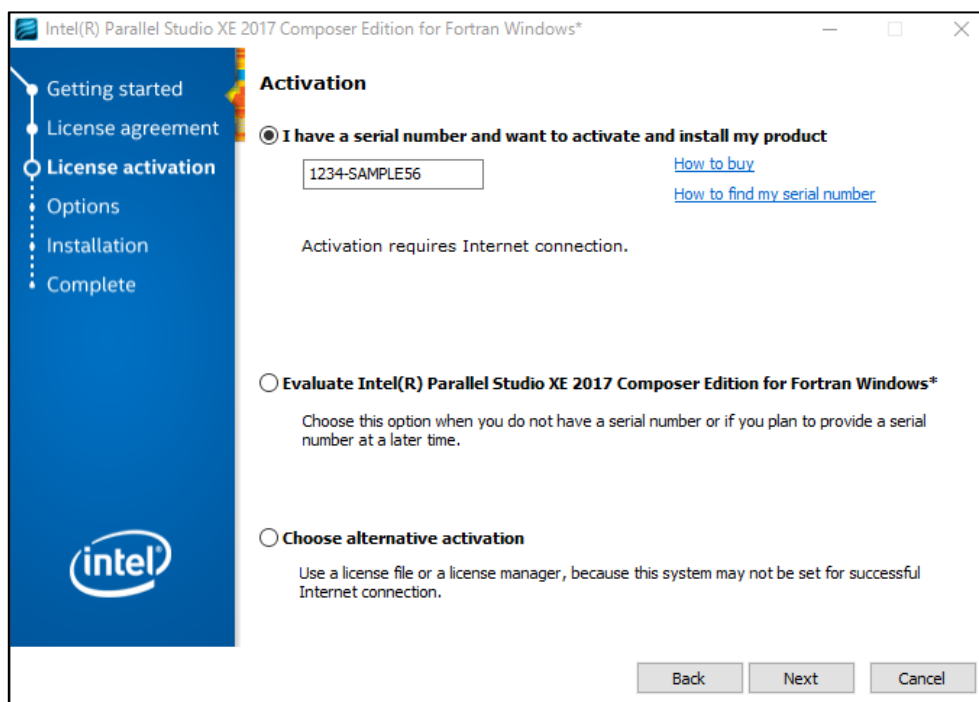 Intel(R) Parallel Studio XE 2017 Composer Edition for Fortran Windows*
Getting started
License agreement
License activation
Options
Installation
Complete
intel®
Activation
I have a serial number and want to activate and install my product
1234-SAMPLE56
How to buy
How to find my serial number
Activation requires Internet connection.
Evaluate Intel(R) Parallel Studio XE 2017 Composer Edition for Fortran Windows*
Choose this option when you do not have a serial number or if you plan to provide a serial
number at a later time.
Choose alternative activation
Use a license file or a license manager, because this system may not be set for successful
Internet connection.
Back
Next
Cancel